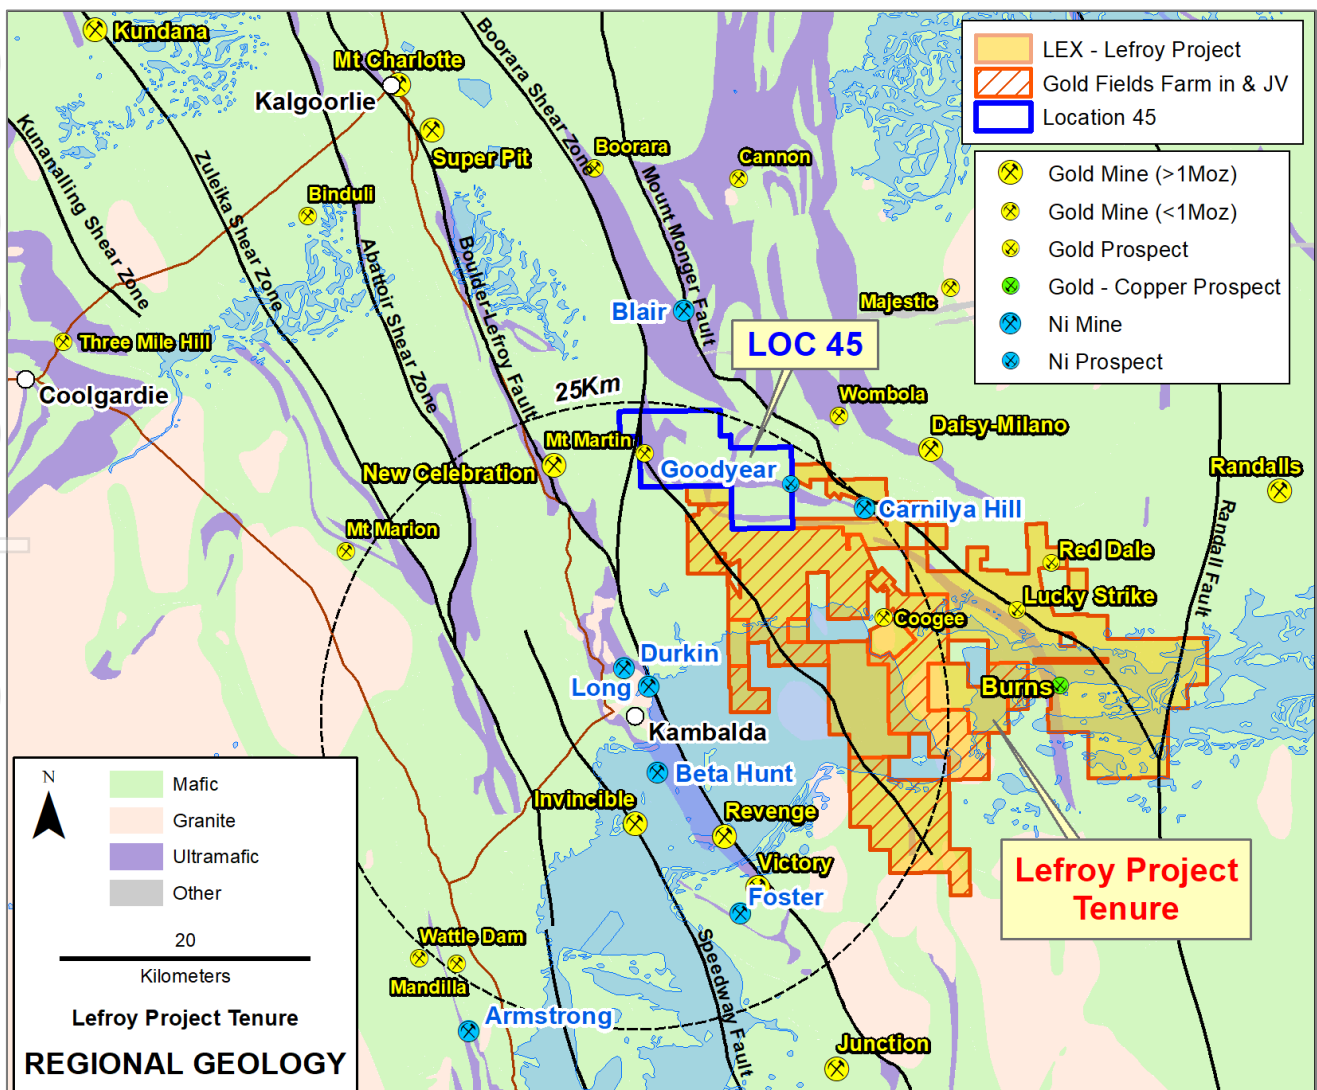 Kundana
Mt Charlotte
Kalgoorlie
Super Pit
Boorara Shear Zone
Boorara
Cannon
Mount Monger Fault
Kunanalling Shear Zone
Zuleika Shear Zone
Binduli
Abattoir Shear Zone
Boulder-Lefroy Fault
Majestic
Blair
LOC 45
Three Mile Hill
Coolgardie
25Km
Wombola
Daisy-Milano
Mt Martin
New Celebration
Goodyear
Randalls
Carnilya Hill
Randall Fault
Mt Marion
Red Dale
Lucky Strike
Coogee
Durkin
Long
Burns
Kambalda
Beta Hunt
Invincible
Revenge
Victory
Foster
Lefroy Project
Tenure
Wattle Dam
Mandilla
Speedway Fault
Armstrong
Junction
LEX - Lefroy Project
Gold Fields Farm in & JV
Location 45
Gold Mine (>1Moz)
Gold Mine (<1Moz)
Gold Prospect
Gold - Copper Prospect
Ni Mine
Ni Prospect
N
Mafic
Granite
Ultramafic
Other
20
Kilometers
Lefroy Project Tenure
REGIONAL GEOLOGY